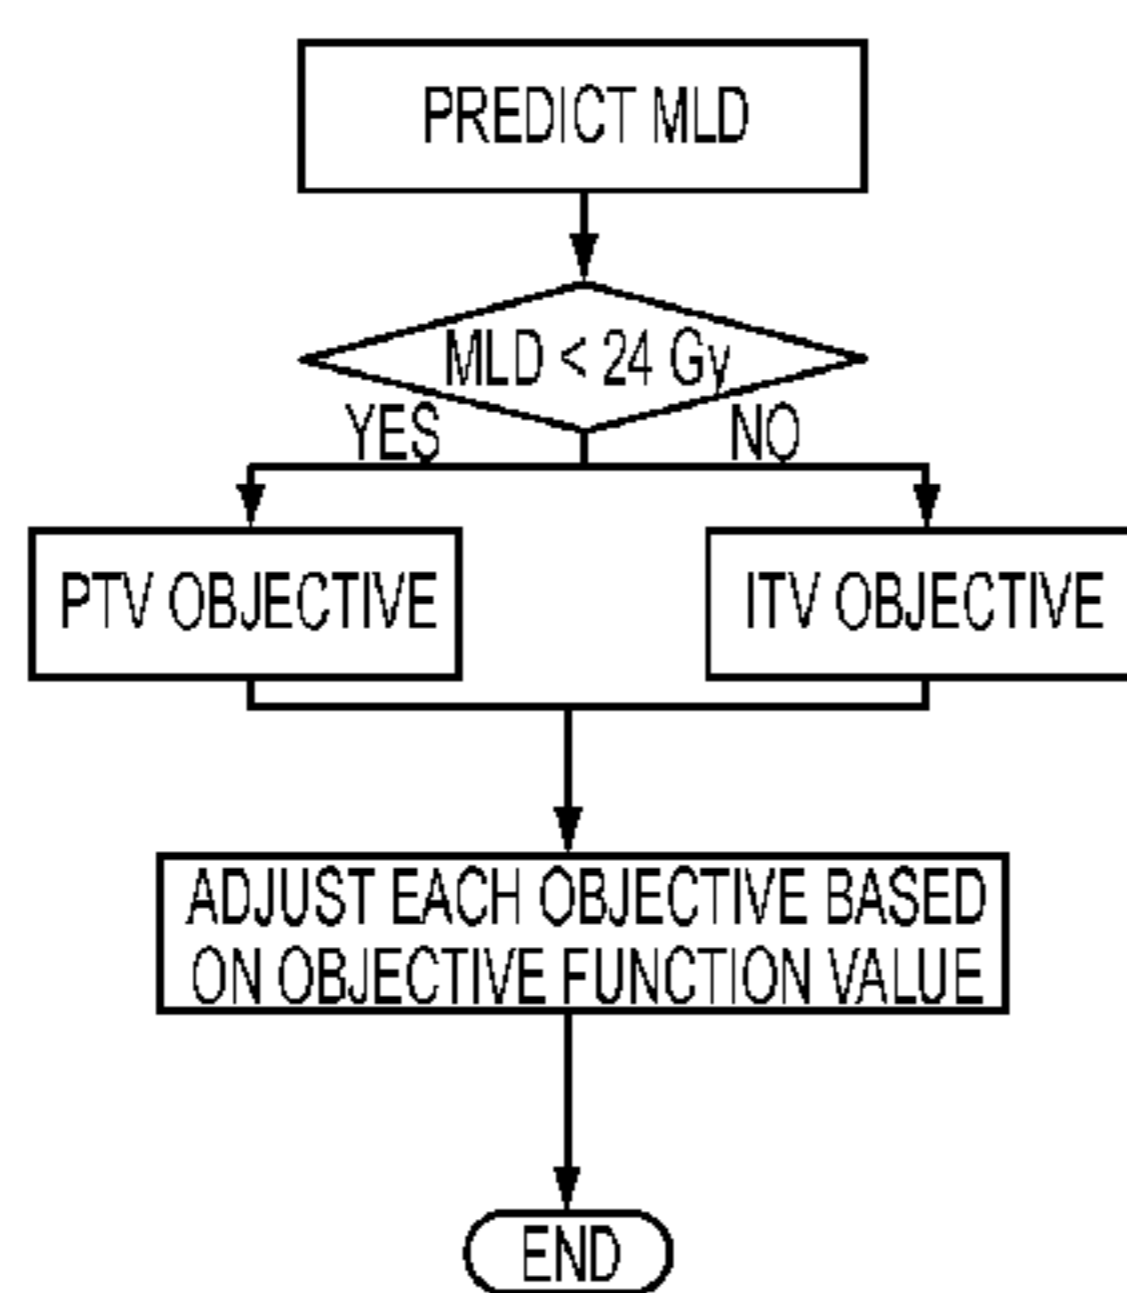 PREDICT MLD
MLD < 24 Gy
YES
NO
PTV OBJECTIVE
ITV OBJECTIVE
ADJUST EACH OBJECTIVE BASED
ON OBJECTIVE FUNCTION VALUE
END